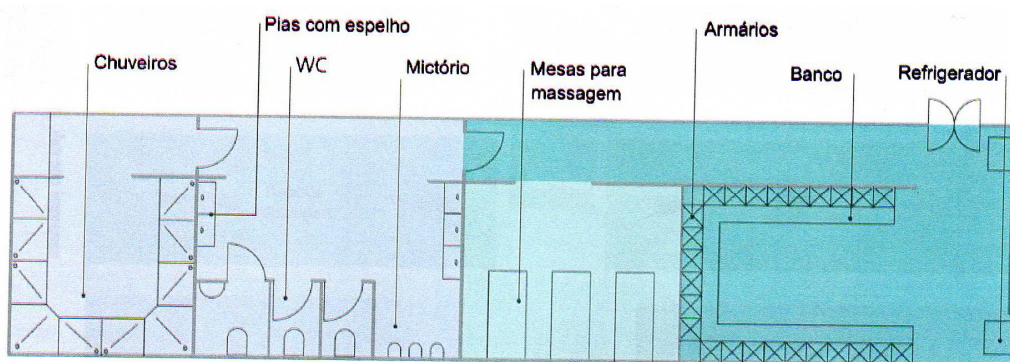 Pias com espelho
Armários
Chuveiros
WC
Mictório
Mesas para
massagem
Banco
Refrigerador